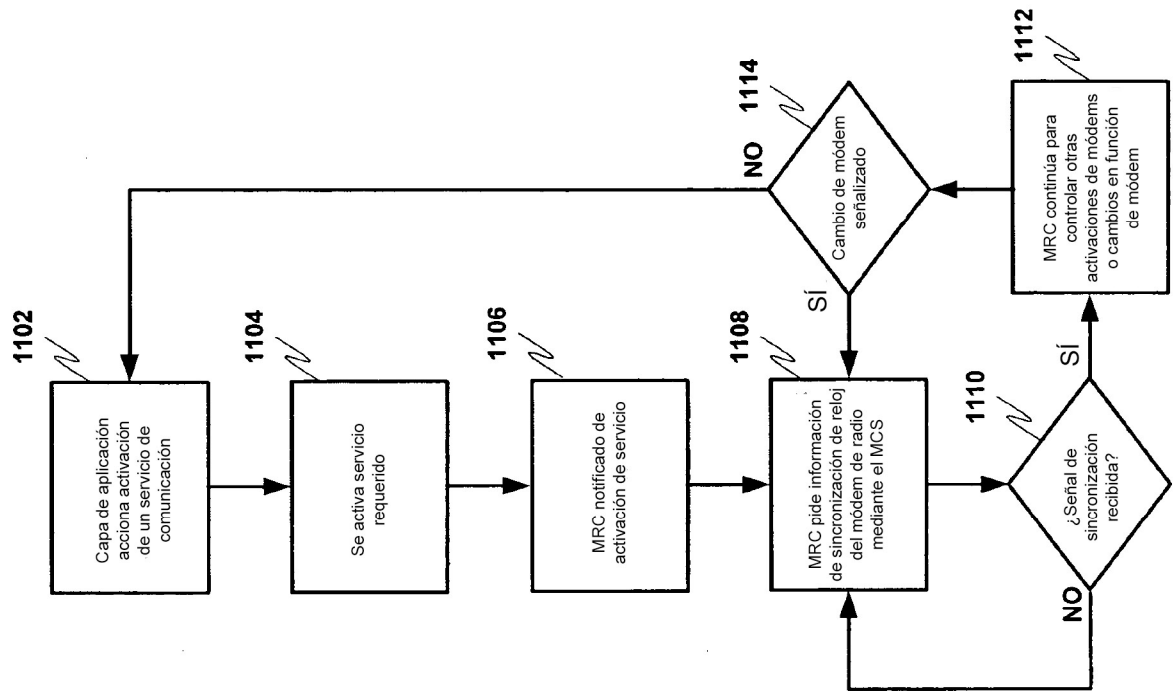 1102
Capa de aplicación
acciona activación
de un servicio de
comunicación
1104
Se activa servicio
requerido
1106
MRC notificado de
activación de servicio
1108
MRC pide información
de sincronización de reloj
del módem de radio
mediante el MCS
1110
¿Señal de
sincronización
recibida?
NO
SÍ
1112
MRC continúa para
controlar otras
activaciones de módems
o cambios en función
de módem
1114
Cambio de módem
señalizado
NO
SÍ